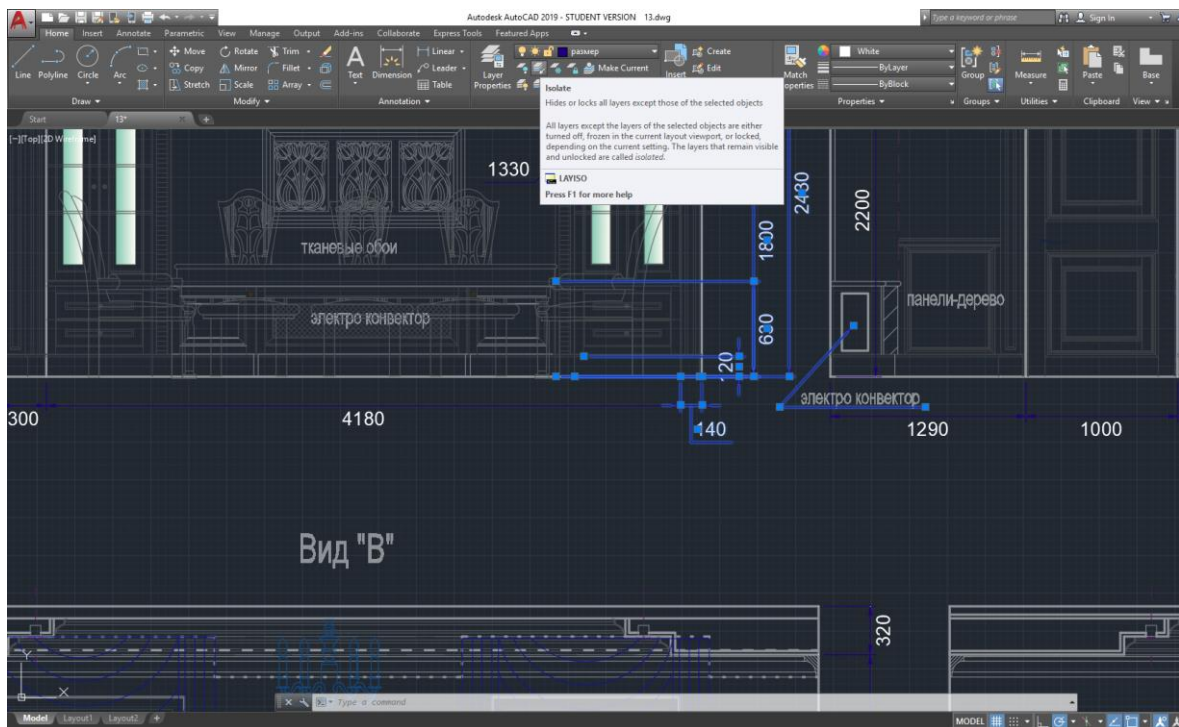 Autodesk AutoCAD 2019 - STUDENT VERSION 13.dwg
Type a keyword or phrase
Sign In
Home Insert Annotate Parametric View Manage Output Add-ins Collaborate Express Tools Featured Apps
Line Polyline Circle Arc
Move Rotate Trim
Copy Mirror Fillet
Stretch Scale Array
Text Dimension
Linear
Leader
Table
Layer Properties
размер
Make Current
Insert
Create
Edit
Match Properties
White
ByLayer
ByBlock
Group
Measure
Paste
Base
Draw Modify Annotation Properties Groups Utilities Clipboard View
Start 13* +
[–][Top][2D Wireframe]
Isolate
Hides or locks all layers except those of the selected objects
All layers except the layers of the selected objects are either
turned off, frozen in the current layout viewport, or locked,
depending on the current setting. The layers that remain visible
and unlocked are called isolated.
LAYISO
Press F1 for more help
1330
2430
1800
2200
тканевые обои
электро конвектор
630
панели-дерево
120
электро конвектор
300
4180
140
1290
1000
Вид "В"
320
Y
X
Type a command
Model Layout1 Layout2 +
MODEL